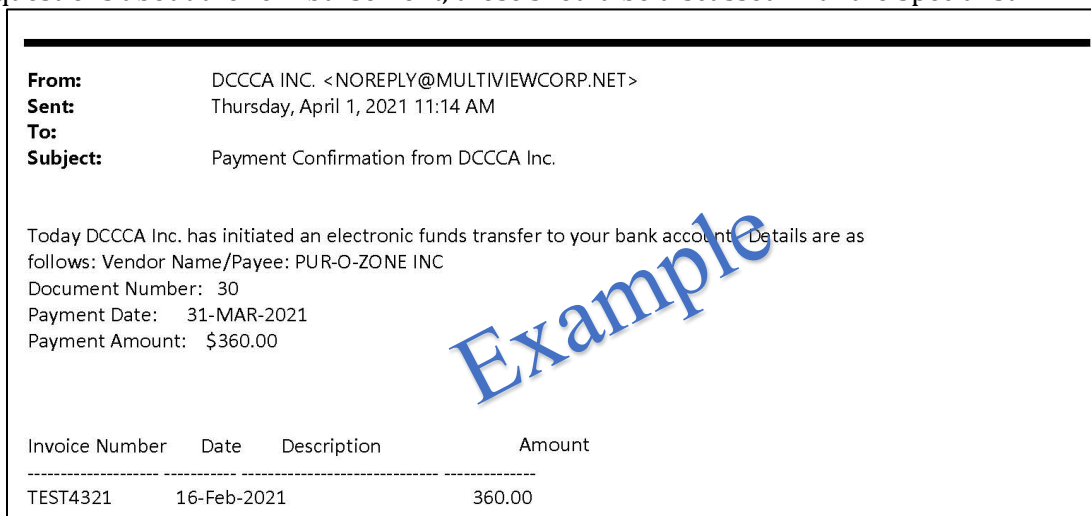 From: DCCCA INC. <NOREPLY@MULTIVIEWCORP.NET>
Sent: Thursday, April 1, 2021 11:14 AM
To:
Subject: Payment Confirmation from DCCCA Inc.
Today DCCCA Inc. has initiated an electronic funds transfer to your bank account. Details are as
follows: Vendor Name/Payee: PUR-O-ZONE INC
Document Number: 30
Payment Date: 31-MAR-2021
Payment Amount: $360.00
Example
Invoice Number Date Description Amount
-------------------- ----------- ------------------------------ --------------
TEST4321 16-Feb-2021 360.00